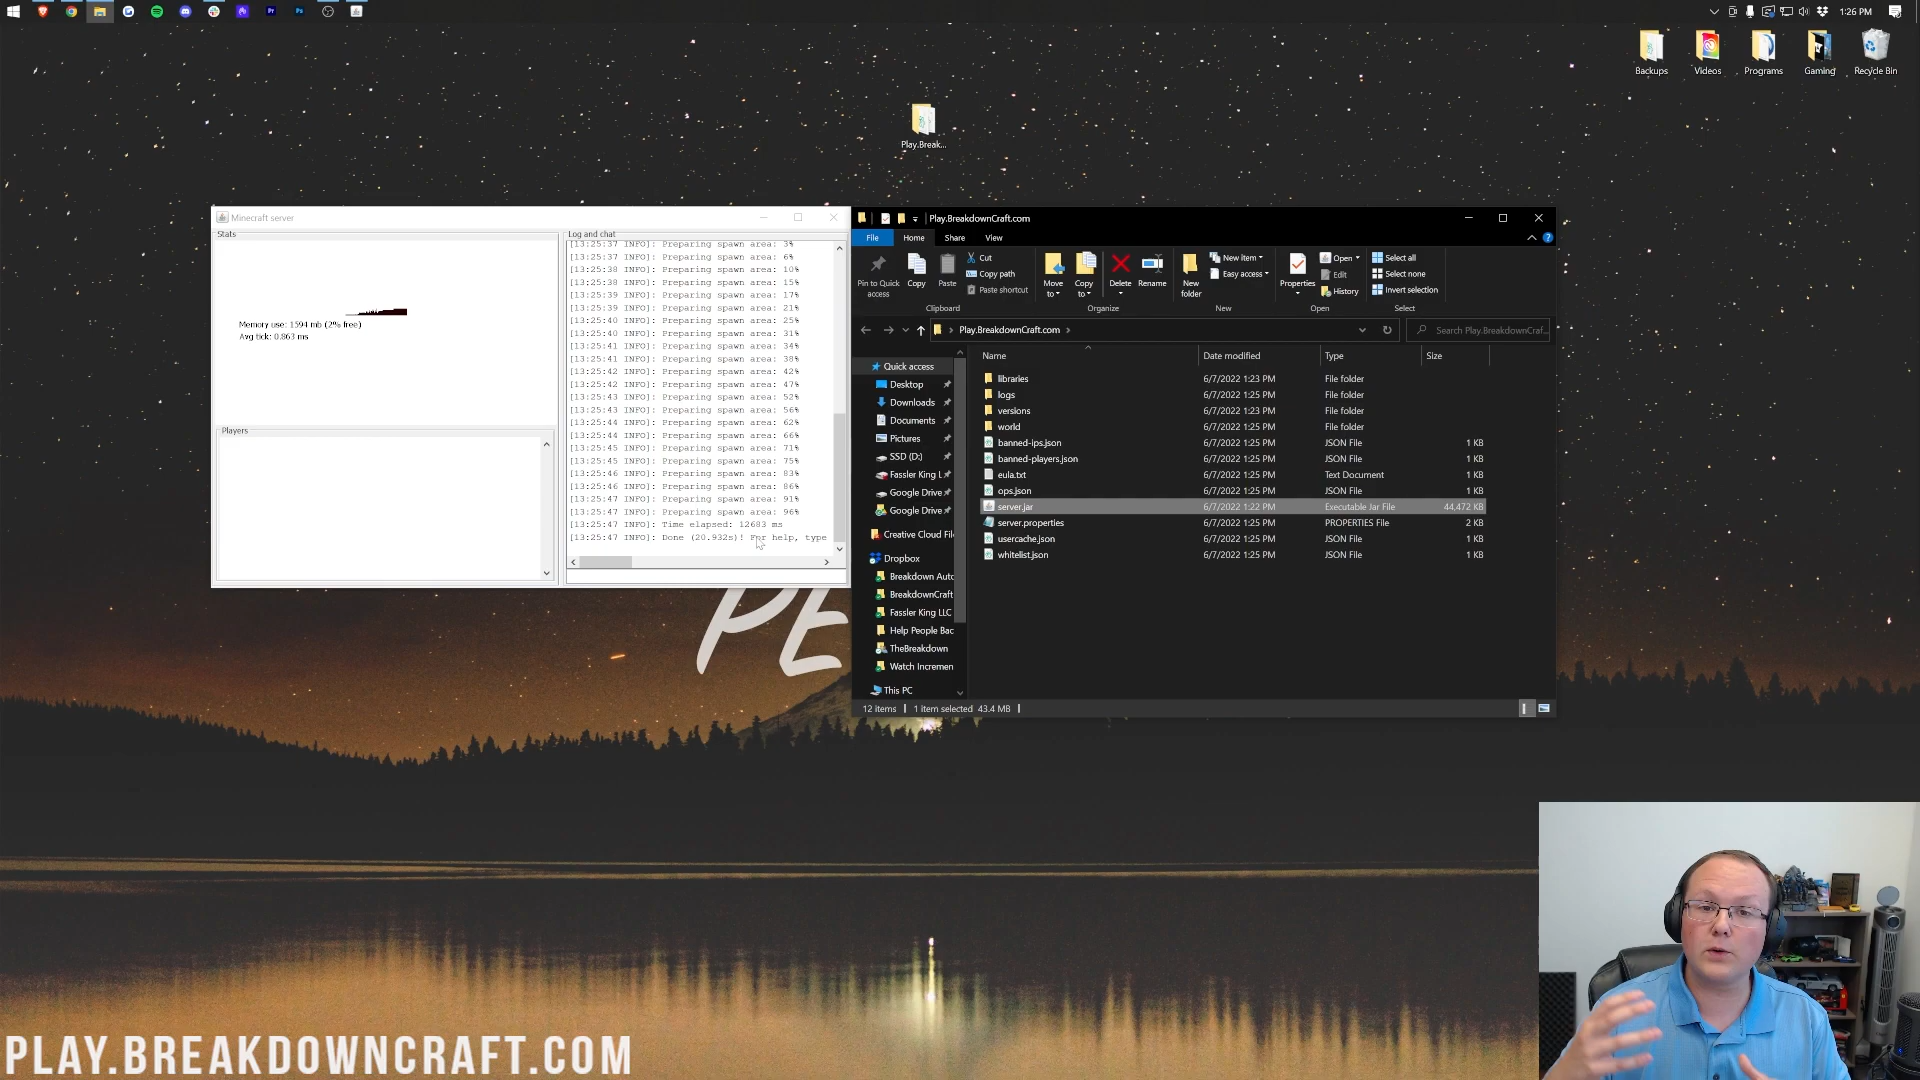 1:26 PM
Backups
Videos
Programs
Gaming
Recycle Bin
Play.Break...
Minecraft server
Stats
Memory use: 1594 mb (2% free)
Avg tick: 0.863 ms
Players
Log and chat
[13:25:37 INFO]: Preparing spawn area: 3%
[13:25:37 INFO]: Preparing spawn area: 6%
[13:25:38 INFO]: Preparing spawn area: 10%
[13:25:38 INFO]: Preparing spawn area: 15%
[13:25:39 INFO]: Preparing spawn area: 17%
[13:25:39 INFO]: Preparing spawn area: 21%
[13:25:40 INFO]: Preparing spawn area: 25%
[13:25:40 INFO]: Preparing spawn area: 31%
[13:25:41 INFO]: Preparing spawn area: 34%
[13:25:41 INFO]: Preparing spawn area: 38%
[13:25:42 INFO]: Preparing spawn area: 42%
[13:25:42 INFO]: Preparing spawn area: 47%
[13:25:43 INFO]: Preparing spawn area: 52%
[13:25:43 INFO]: Preparing spawn area: 56%
[13:25:44 INFO]: Preparing spawn area: 62%
[13:25:44 INFO]: Preparing spawn area: 66%
[13:25:45 INFO]: Preparing spawn area: 71%
[13:25:45 INFO]: Preparing spawn area: 75%
[13:25:46 INFO]: Preparing spawn area: 83%
[13:25:46 INFO]: Preparing spawn area: 86%
[13:25:47 INFO]: Preparing spawn area: 91%
[13:25:47 INFO]: Preparing spawn area: 96%
[13:25:47 INFO]: Time elapsed: 12683 ms
[13:25:47 INFO]: Done (20.932s)! For help, type
Play.BreakdownCraft.com
File Home Share View
Pin to Quick access
Copy
Paste
Cut
Copy path
Paste shortcut
Clipboard
Move to
Copy to
Delete
Rename
Organize
New folder
New item
Easy access
New
Properties
Open
Edit
History
Open
Select all
Select none
Invert selection
Select
Play.BreakdownCraft.com
Search Play.BreakdownCraf...
Quick access
Desktop
Downloads
Documents
Pictures
SSD (D:)
Fassler King L
Google Drive
Google Drive
Creative Cloud Fil
Dropbox
Breakdown Auto
BreakdownCraft
Fassler King LLC
Help People Bac
TheBreakdown
Watch Incremen
This PC
Name Date modified Type Size
libraries 6/7/2022 1:23 PM File folder
logs 6/7/2022 1:25 PM File folder
versions 6/7/2022 1:23 PM File folder
world 6/7/2022 1:25 PM File folder
banned-ips.json 6/7/2022 1:25 PM JSON File 1 KB
banned-players.json 6/7/2022 1:25 PM JSON File 1 KB
eula.txt 6/7/2022 1:25 PM Text Document 1 KB
ops.json 6/7/2022 1:25 PM JSON File 1 KB
server.jar 6/7/2022 1:22 PM Executable Jar File 44,472 KB
server.properties 6/7/2022 1:25 PM PROPERTIES File 2 KB
usercache.json 6/7/2022 1:25 PM JSON File 1 KB
whitelist.json 6/7/2022 1:25 PM JSON File 1 KB
12 items 1 item selected 43.4 MB
PE
PLAY.BREAKDOWNCRAFT.COM